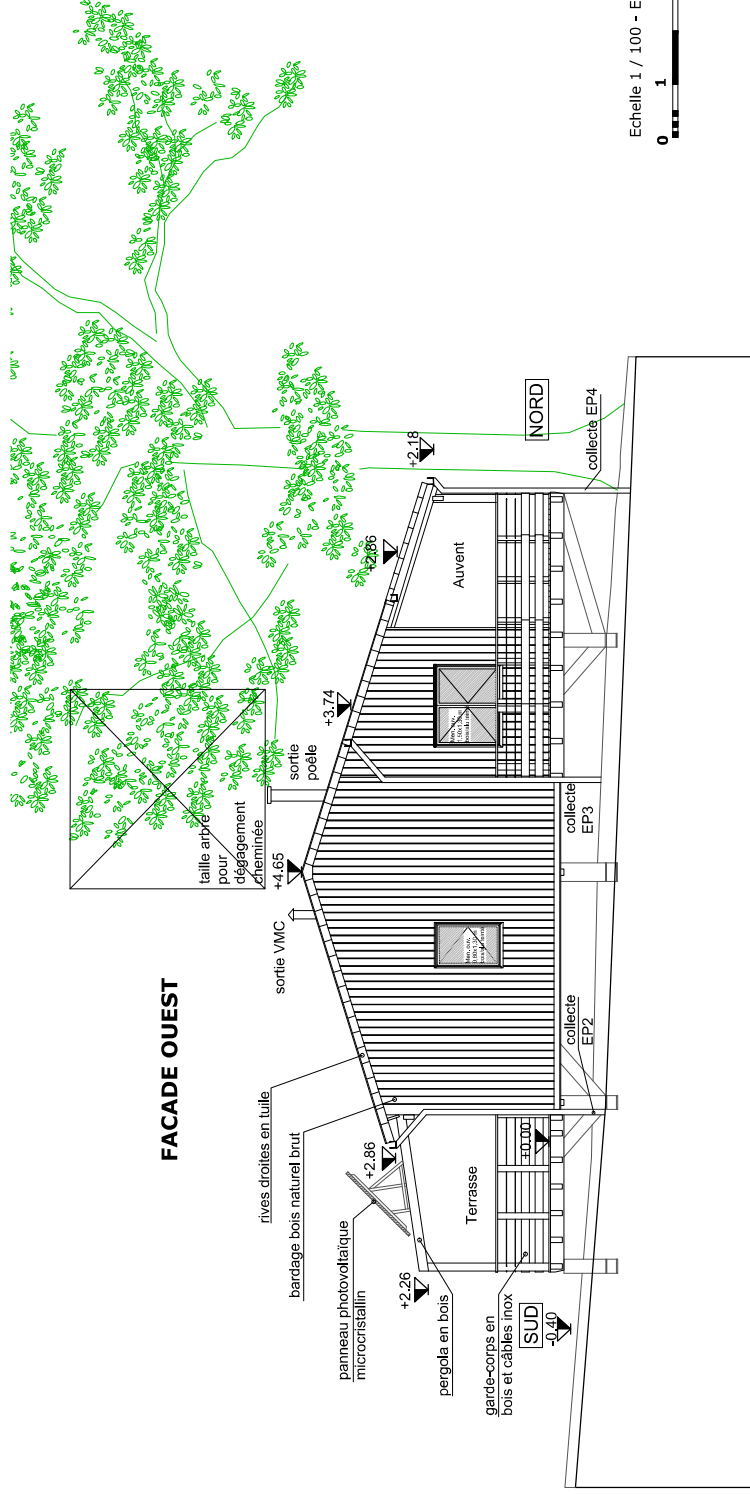 FACADE OUEST
rives droites en tuile
bardage bois naturel brut
panneau photovoltaïque
microcristallin
pergola en bois
garde-corps en
bois et câbles inox
SUD
-0.40
+2.26
+2.86
Terrasse
+0.00
collecte
EP2
sortie VMC
+4.65
taille arbre
pour
dégagement
cheminée
sortie
poêle
+3.74
collecte
EP3
+2.86
Auvent
+2.18
NORD
collecte EP4
Echelle 1 / 100 - E
0 1